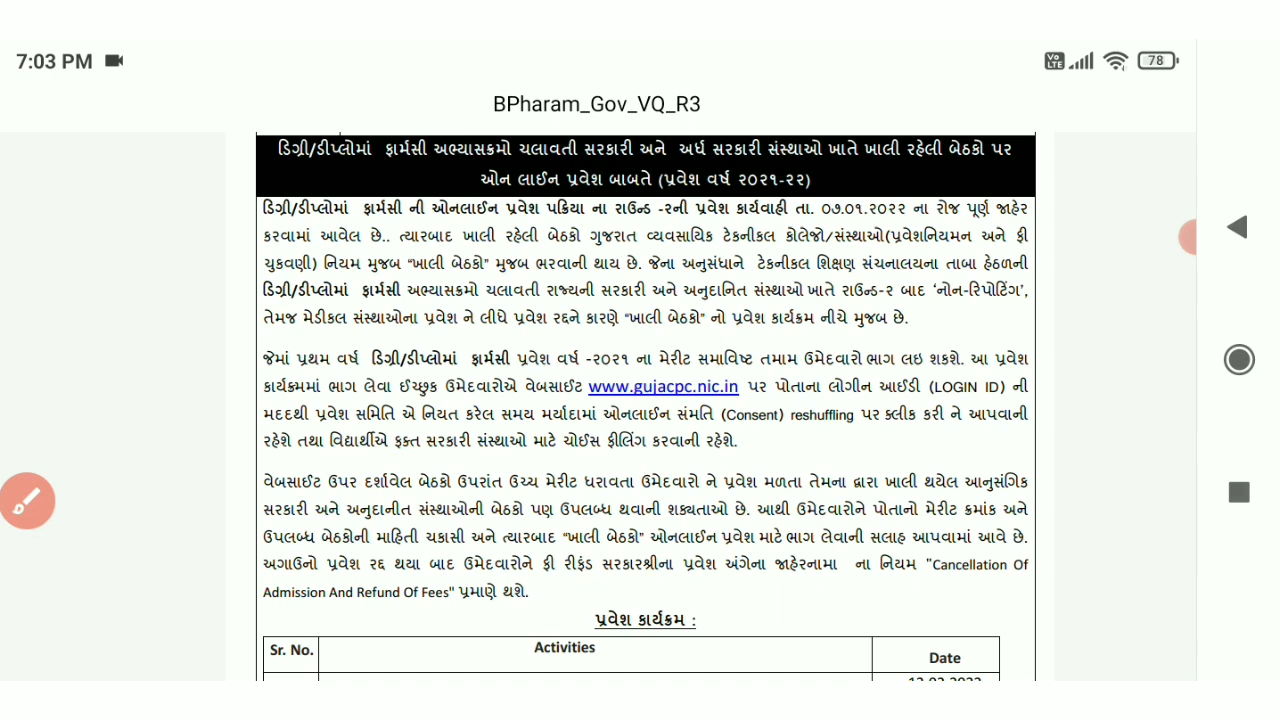 7:03 PM
Vo LTE
78
BPharam_Gov_VQ_R3
ડિગ્રી/ડીપ્લોમાં ફાર્મસી અભ્યાસક્રમો ચલાવતી સરકારી અને અર્ધ સરકારી સંસ્થાઓ ખાતે ખાલી રહેલી બેઠકો પર
ઓન લાઈન પ્રવેશ બાબતે (પ્રવેશ વર્ષ ૨૦૨૧-૨૨)
ડિગ્રી/ડીપ્લોમાં ફાર્મસી ની ઓનલાઈન પ્રવેશ પક્રિયા ના રાઉન્ડ -૨ની પ્રવેશ કાર્યવાહી તા. ૦૭.૦૧.૨૦૨૨ ના રોજ પૂર્ણ જાહેર
કરવામાં આવેલ છે.. ત્યારબાદ ખાલી રહેલી બેઠકો ગુજરાત વ્યવસાયિક ટેકનીકલ કોલેજો/સંસ્થાઓ(પ્રવેશનિયમન અને ફી
ચુકવણી) નિયમ મુજબ “ખાલી બેઠકો” મુજબ ભરવાની થાય છે. જેના અનુસંધાને ટેકનીકલ શિક્ષણ સંચનાલયના તાબા હેઠળની
ડિગ્રી/ડીપ્લોમાં ફાર્મસી અભ્યાસક્રમો ચલાવતી રાજ્યની સરકારી અને અનુદાનિત સંસ્થાઓ ખાતે રાઉન્ડ-૨ બાદ ‘નોન-રિપોટિંગ’,
તેમજ મેડીકલ સંસ્થાઓના પ્રવેશ ને લીધે પ્રવેશ રદ્દને કારણે “ખાલી બેઠકો” નો પ્રવેશ કાર્યક્રમ નીચે મુજબ છે.
જેમાં પ્રથમ વર્ષ ડિગ્રી/ડીપ્લોમાં ફાર્મસી પ્રવેશ વર્ષ -૨૦૨૧ ના મેરીટ સમાવિષ્ટ તમામ ઉમેદવારો ભાગ લઇ શકશે. આ પ્રવેશ
કાર્યક્રમમાં ભાગ લેવા ઈચ્છુક ઉમેદવારોએ વેબસાઈટ www.gujacpc.nic.in પર પોતાના લોગીન આઈડી (LOGIN ID) ની
મદદથી પ્રવેશ સમિતિ એ નિયત કરેલ સમય મર્યાદામાં ઓનલાઈન સંમતિ (Consent) reshuffling પર ક્લીક કરી ને આપવાની
રહેશે તથા વિદ્યાર્થીએ ફક્ત સરકારી સંસ્થાઓ માટે ચોઈસ ફીલિંગ કરવાની રહેશે.
વેબસાઈટ ઉપર દર્શાવેલ બેઠકો ઉપરાંત ઉચ્ચ મેરીટ ધરાવતા ઉમેદવારો ને પ્રવેશ મળતા તેમના દ્વારા ખાલી થયેલ આનુસંગિક
સરકારી અને અનુદાનીત સંસ્થાઓની બેઠકો પણ ઉપલબ્ધ થવાની શક્યતાઓ છે. આથી ઉમેદવારોને પોતાનો મેરીટ ક્રમાંક અને
ઉપલબ્ધ બેઠકોની માહિતી ચકાસી અને ત્યારબાદ “ખાલી બેઠકો” ઓનલાઈન પ્રવેશ માટે ભાગ લેવાની સલાહ આપવામાં આવે છે.
અગાઉનો પ્રવેશ રદ્દ થયા બાદ ઉમેદવારોને ફી રીફંડ સરકારશ્રીના પ્રવેશ અંગેના જાહેરનામા ના નિયમ "Cancellation Of
Admission And Refund Of Fees" પ્રમાણે થશે.
પ્રવેશ કાર્યક્રમ :
Sr. No. Activities Date